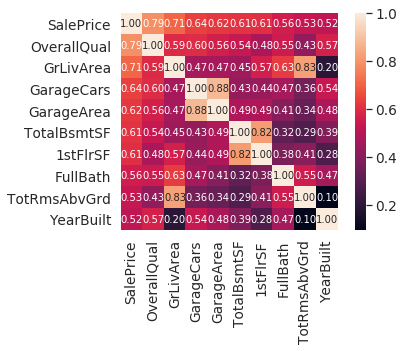 SalePrice 1.00 0.79 0.71 0.64 0.62 0.61 0.61 0.56 0.53 0.52
OverallQual 0.79 1.00 0.59 0.60 0.56 0.54 0.48 0.55 0.43 0.57
GrLivArea 0.71 0.59 1.00 0.47 0.47 0.45 0.57 0.63 0.83 0.20
GarageCars 0.64 0.60 0.47 1.00 0.88 0.43 0.44 0.47 0.36 0.54
GarageArea 0.62 0.56 0.47 0.88 1.00 0.49 0.49 0.41 0.34 0.48
TotalBsmtSF 0.61 0.54 0.45 0.43 0.49 1.00 0.82 0.32 0.29 0.39
1stFlrSF 0.61 0.48 0.57 0.44 0.49 0.82 1.00 0.38 0.41 0.28
FullBath 0.56 0.55 0.63 0.47 0.41 0.32 0.38 1.00 0.55 0.47
TotRmsAbvGrd 0.53 0.43 0.83 0.36 0.34 0.29 0.41 0.55 1.00 0.10
YearBuilt 0.52 0.57 0.20 0.54 0.48 0.39 0.28 0.47 0.10 1.00
SalePrice
OverallQual
GrLivArea
GarageCars
GarageArea
TotalBsmtSF
1stFlrSF
FullBath
TotRmsAbvGrd
YearBuilt
1.0
0.8
0.6
0.4
0.2